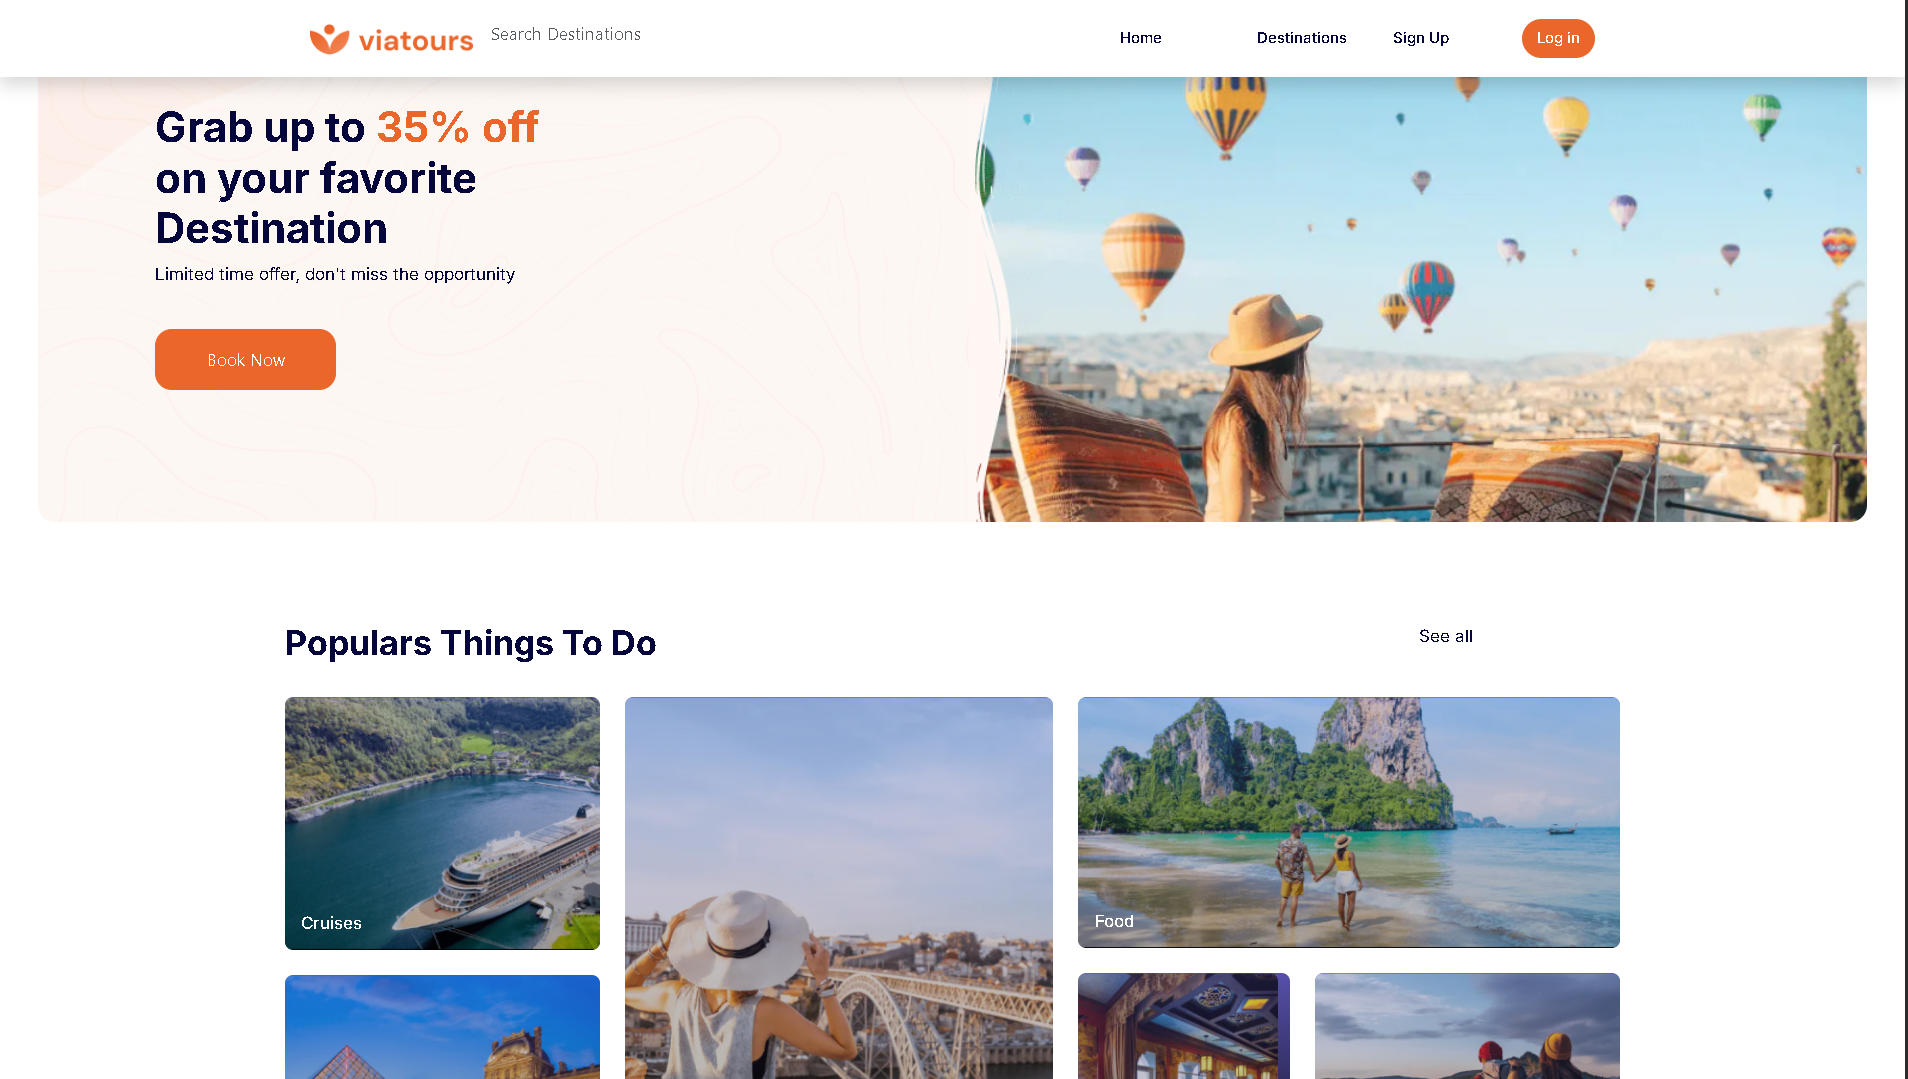 viatours
Search Destinations
Home
Destinations
Sign Up
Log in
Grab up to 35% off
on your favorite
Destination
Limited time offer, don't miss the opportunity
Book Now
Populars Things To Do
See all
Cruises
Food